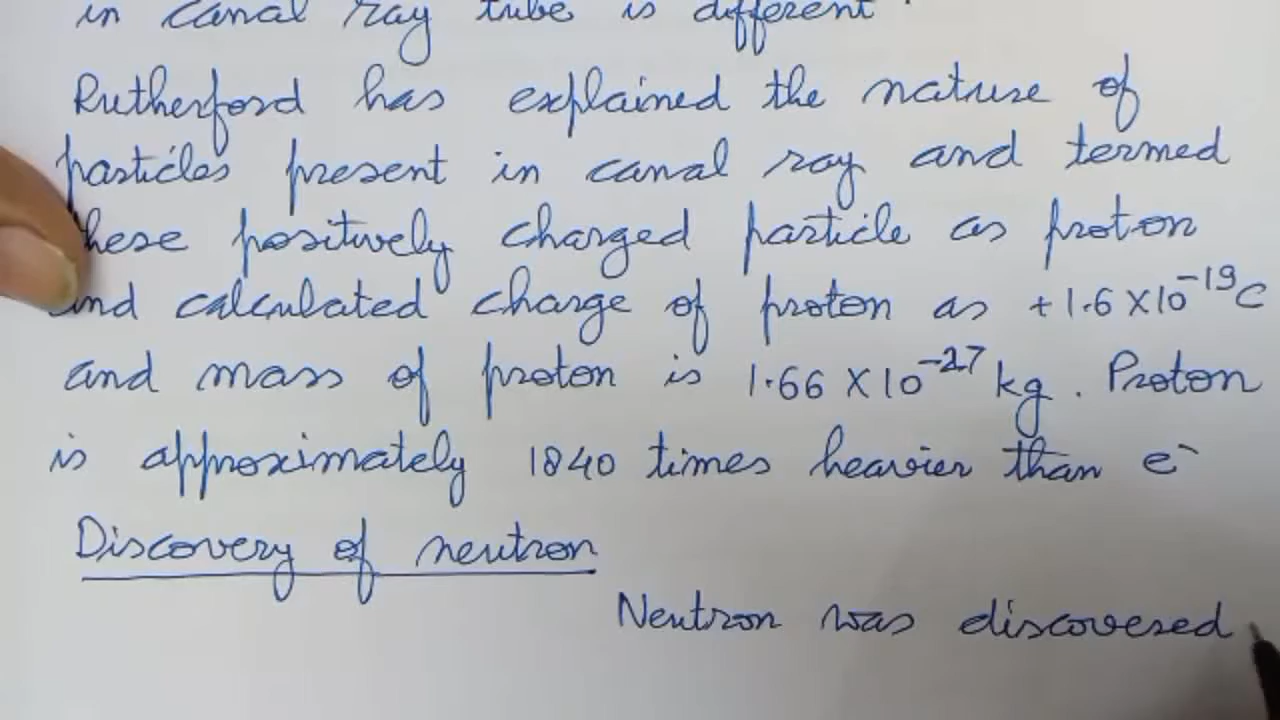 in canal ray tube is different
Rutherford has explained the nature of
particles present in canal ray and termed
these positively charged particle as proton
and calculated charge of proton as +1.6 X 10⁻¹⁹ C
and mass of proton is 1.66 X 10⁻²⁷ kg. Proton
is approximately 1840 times heavier than e⁻
Discovery of neutron
Neutron was discovered